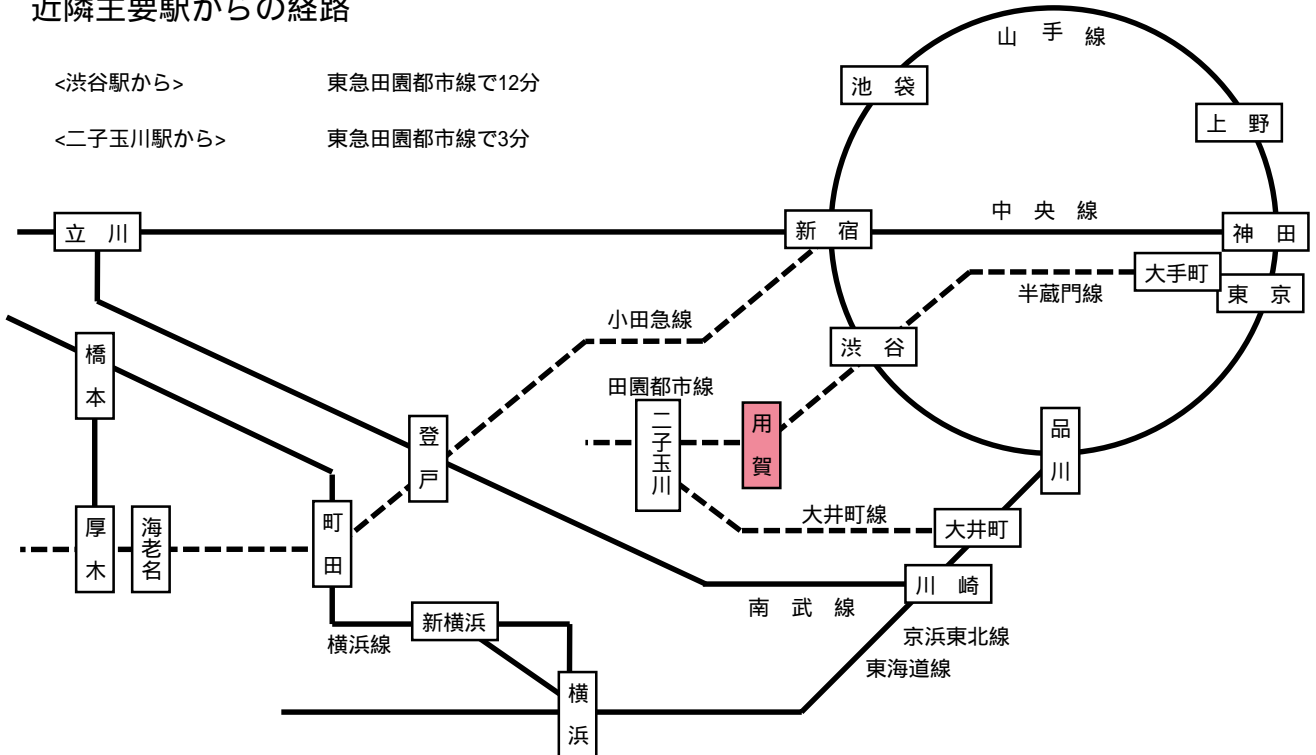 近隣主要駅からの経路
<渋谷駅から> 東急田園都市線で12分
<二子玉川駅から> 東急田園都市線で3分
山手線
池袋
上野
中央線
立川
新宿
神田
大手町
半蔵門線
東京
小田急線
渋谷
橋本
田園都市線
二子玉川
用賀
登戸
品川
大井町線
大井町
町田
厚木
海老名
川崎
南武線
新横浜
横浜線
京浜東北線
東海道線
横浜